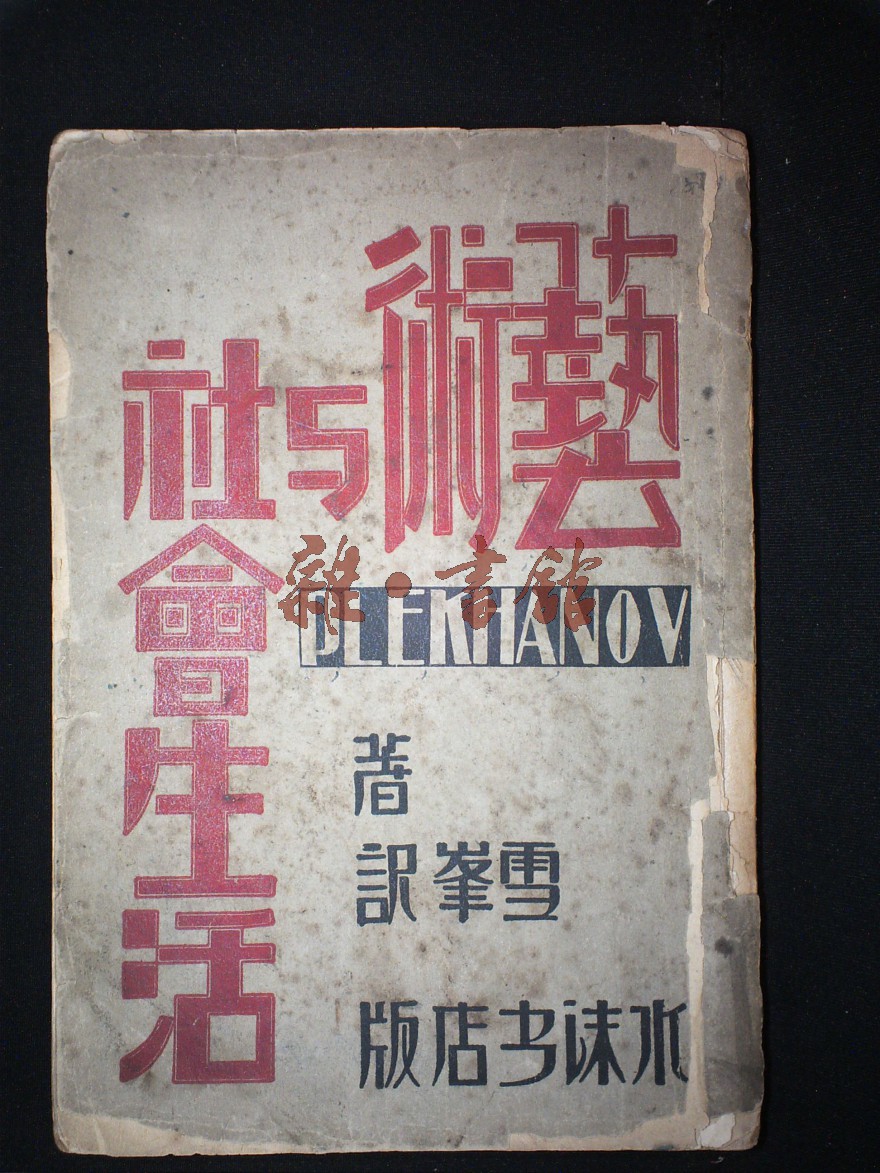 藝術与社會生活
PLEKHANOV
著
雪峯訳
水沫书店版
雜·書館